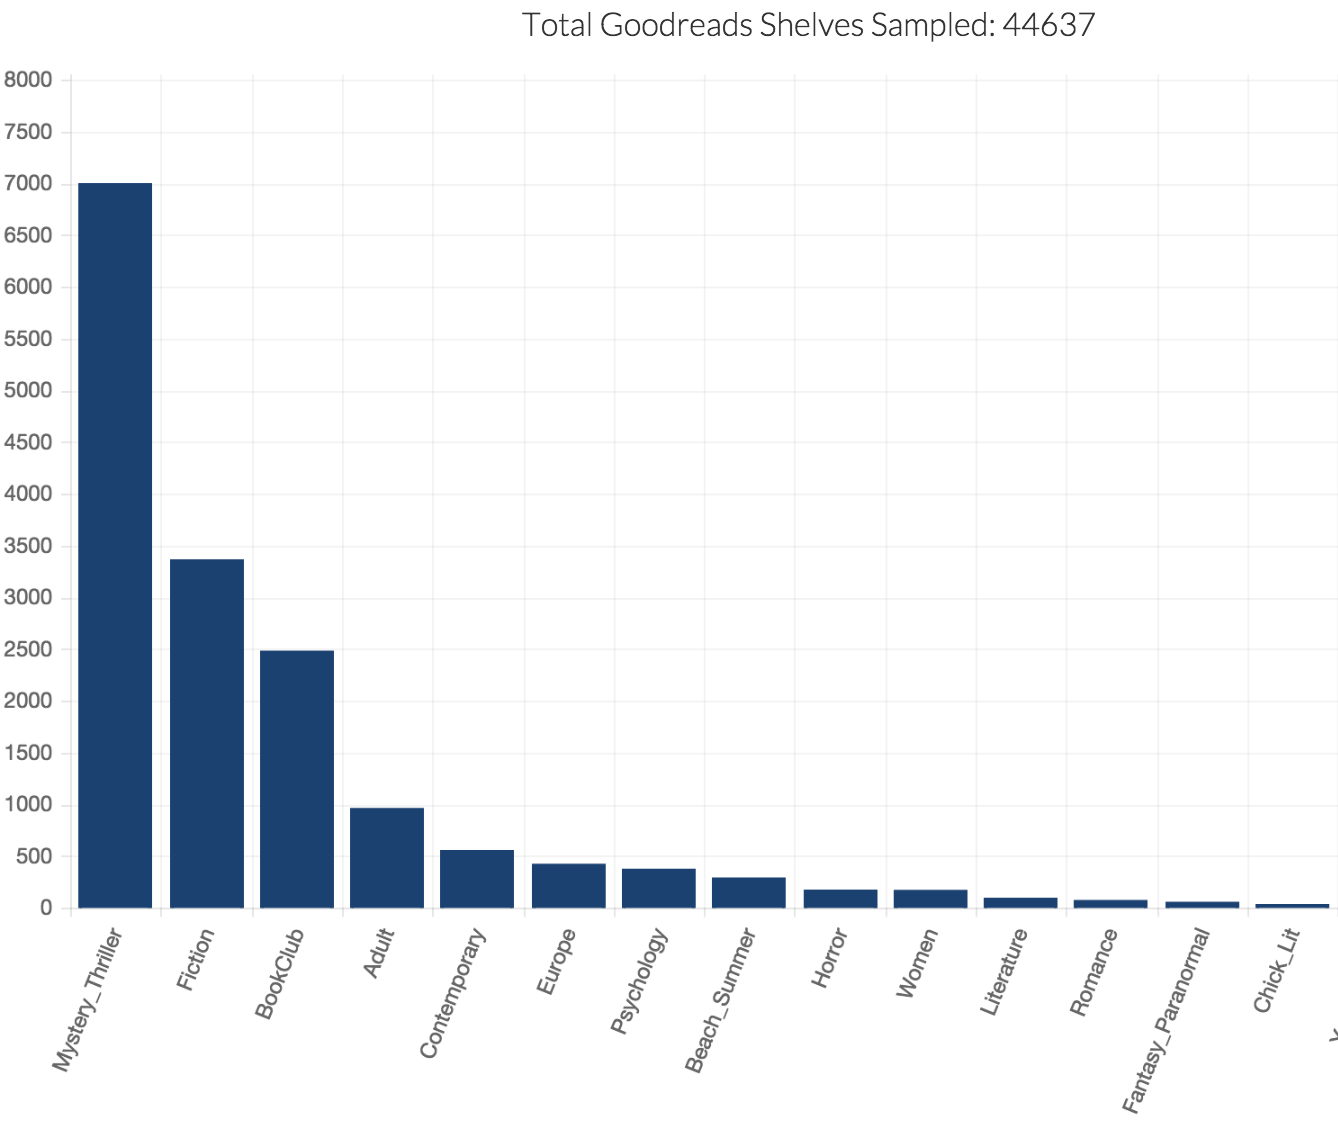 Total Goodreads Shelves Sampled: 44637
8000
7500
7000
6500
6000
5500
5000
4500
4000
3500
3000
2500
2000
1500
1000
500
0
Mystery_Thriller
Fiction
BookClub
Adult
Contemporary
Europe
Psychology
Beach_Summer
Horror
Women
Literature
Romance
Fantasy_Paranormal
Chick_Lit